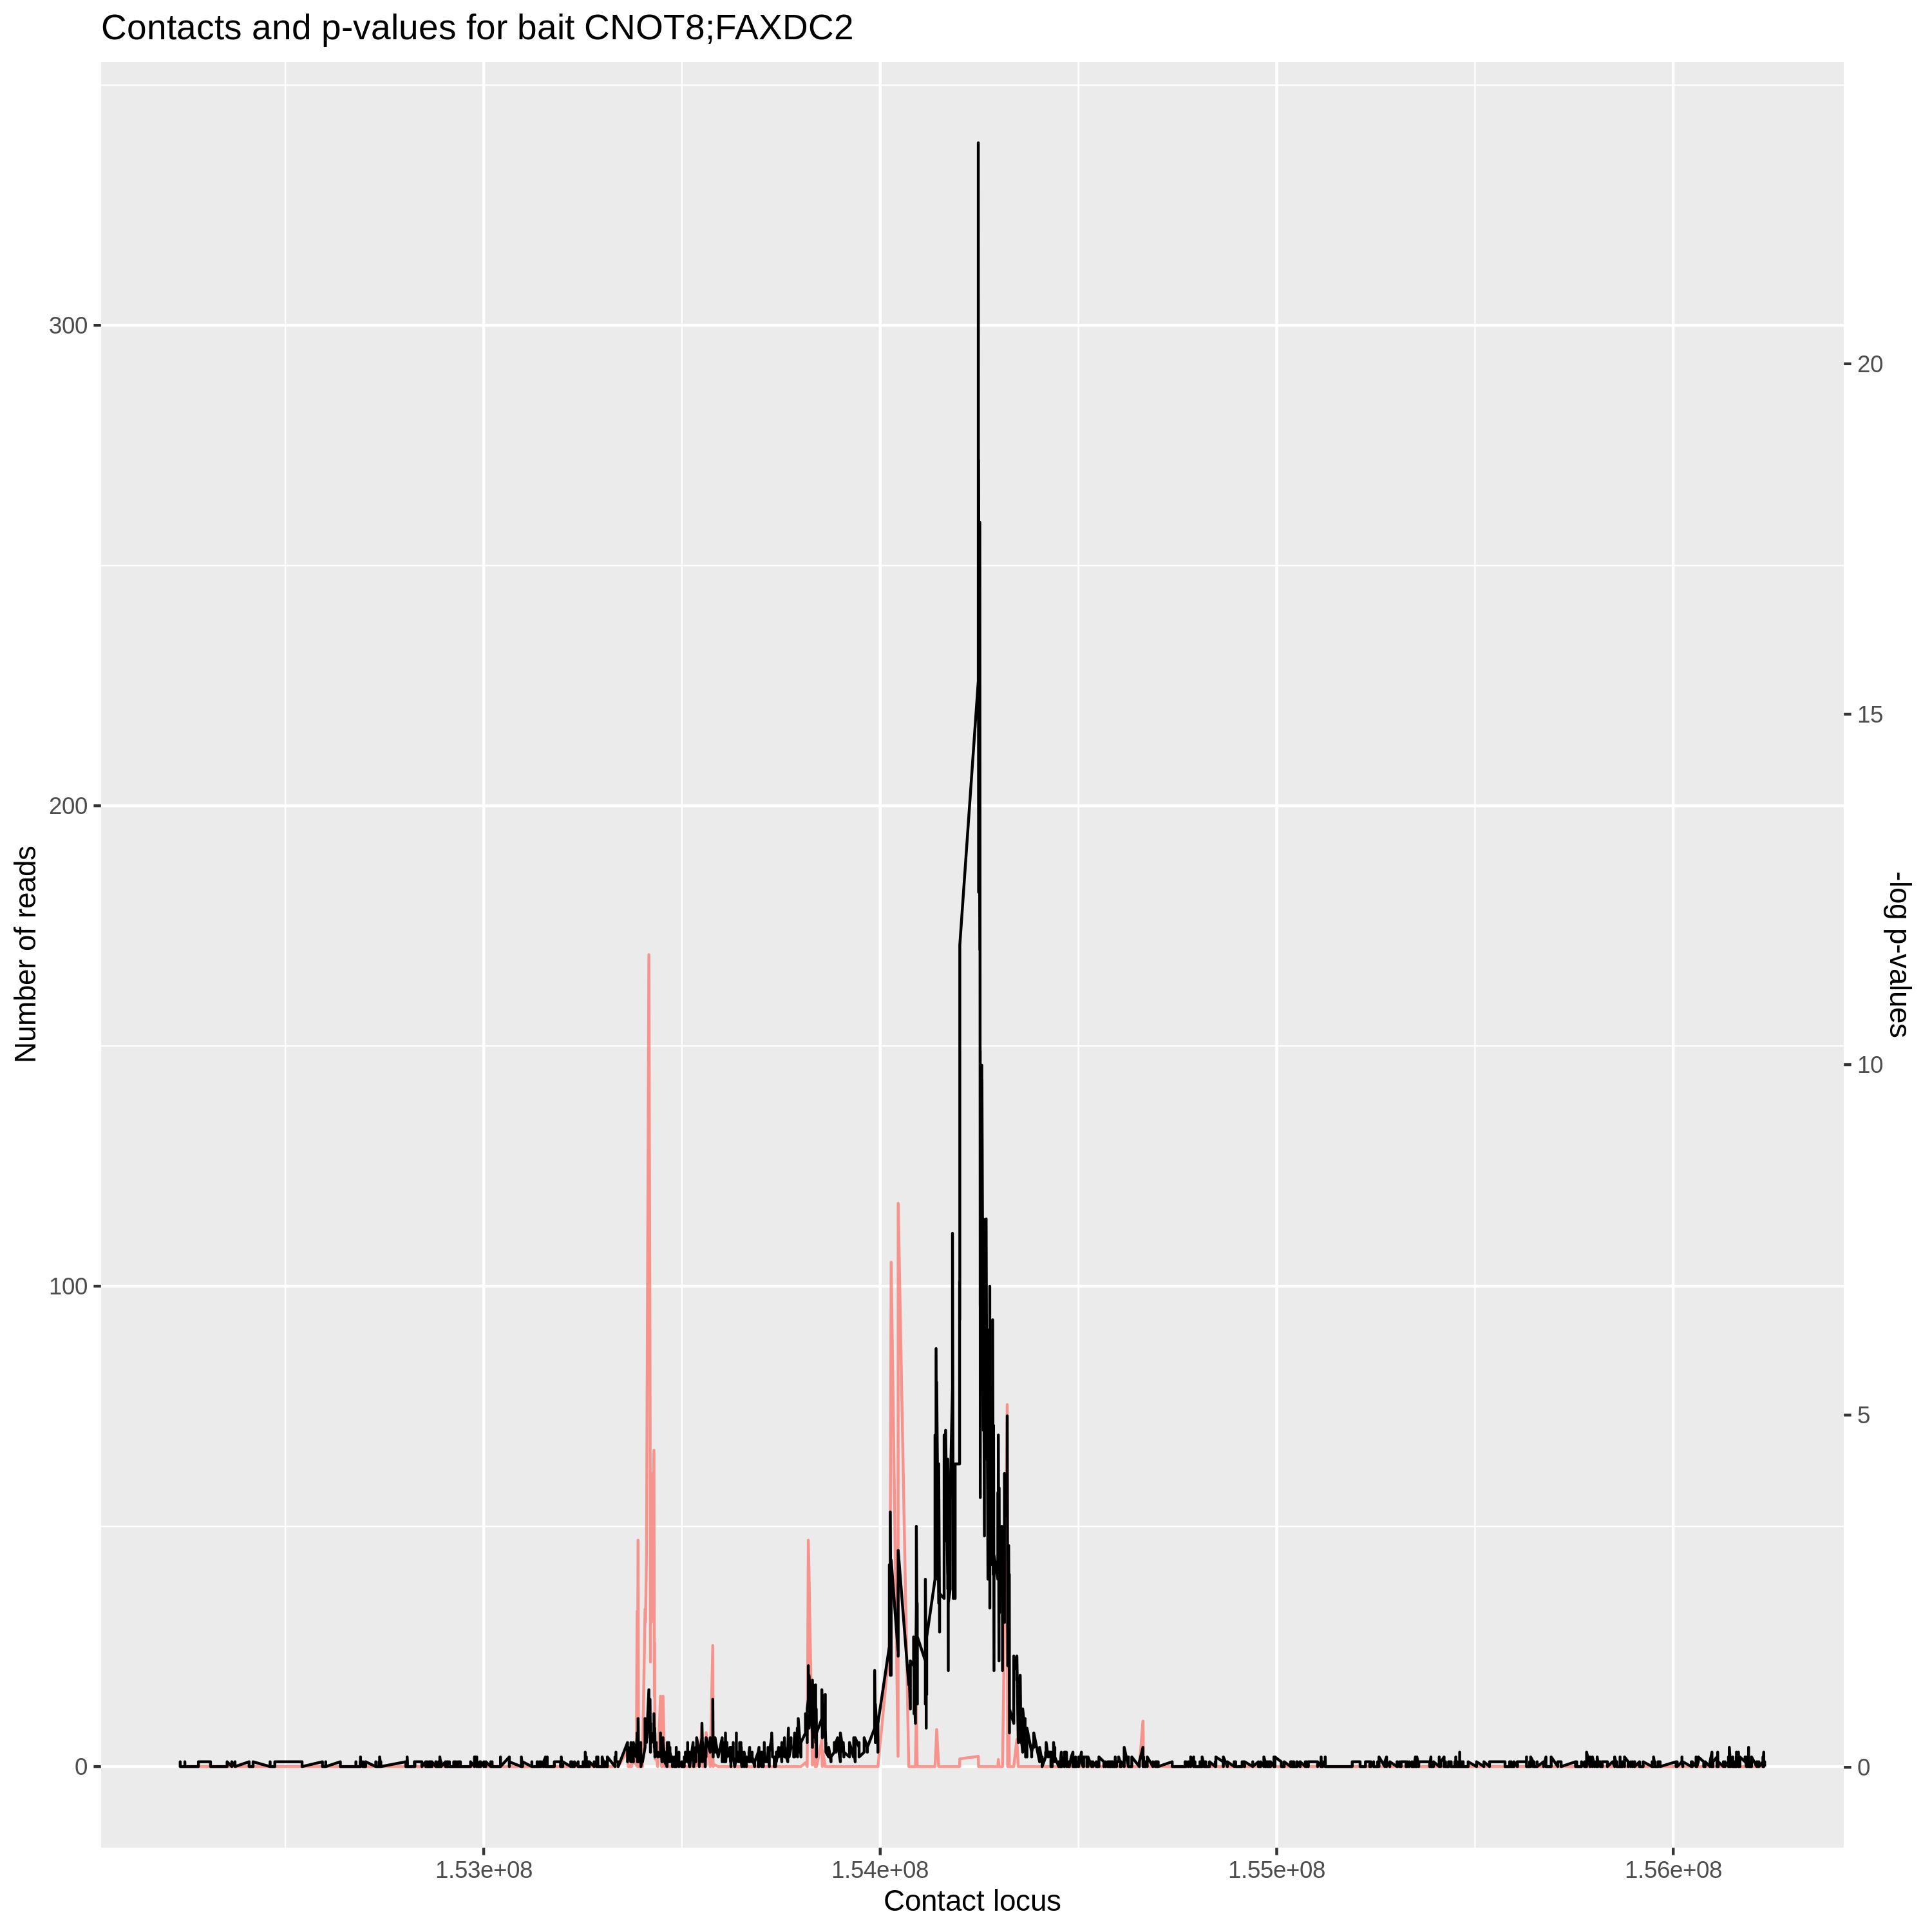 Contacts and p-values for bait CNOT8;FAXDC2
300
200
100
0
Number of reads
20
15
10
5
0
-log p-values
1.53e+08 1.54e+08 1.55e+08 1.56e+08
Contact locus